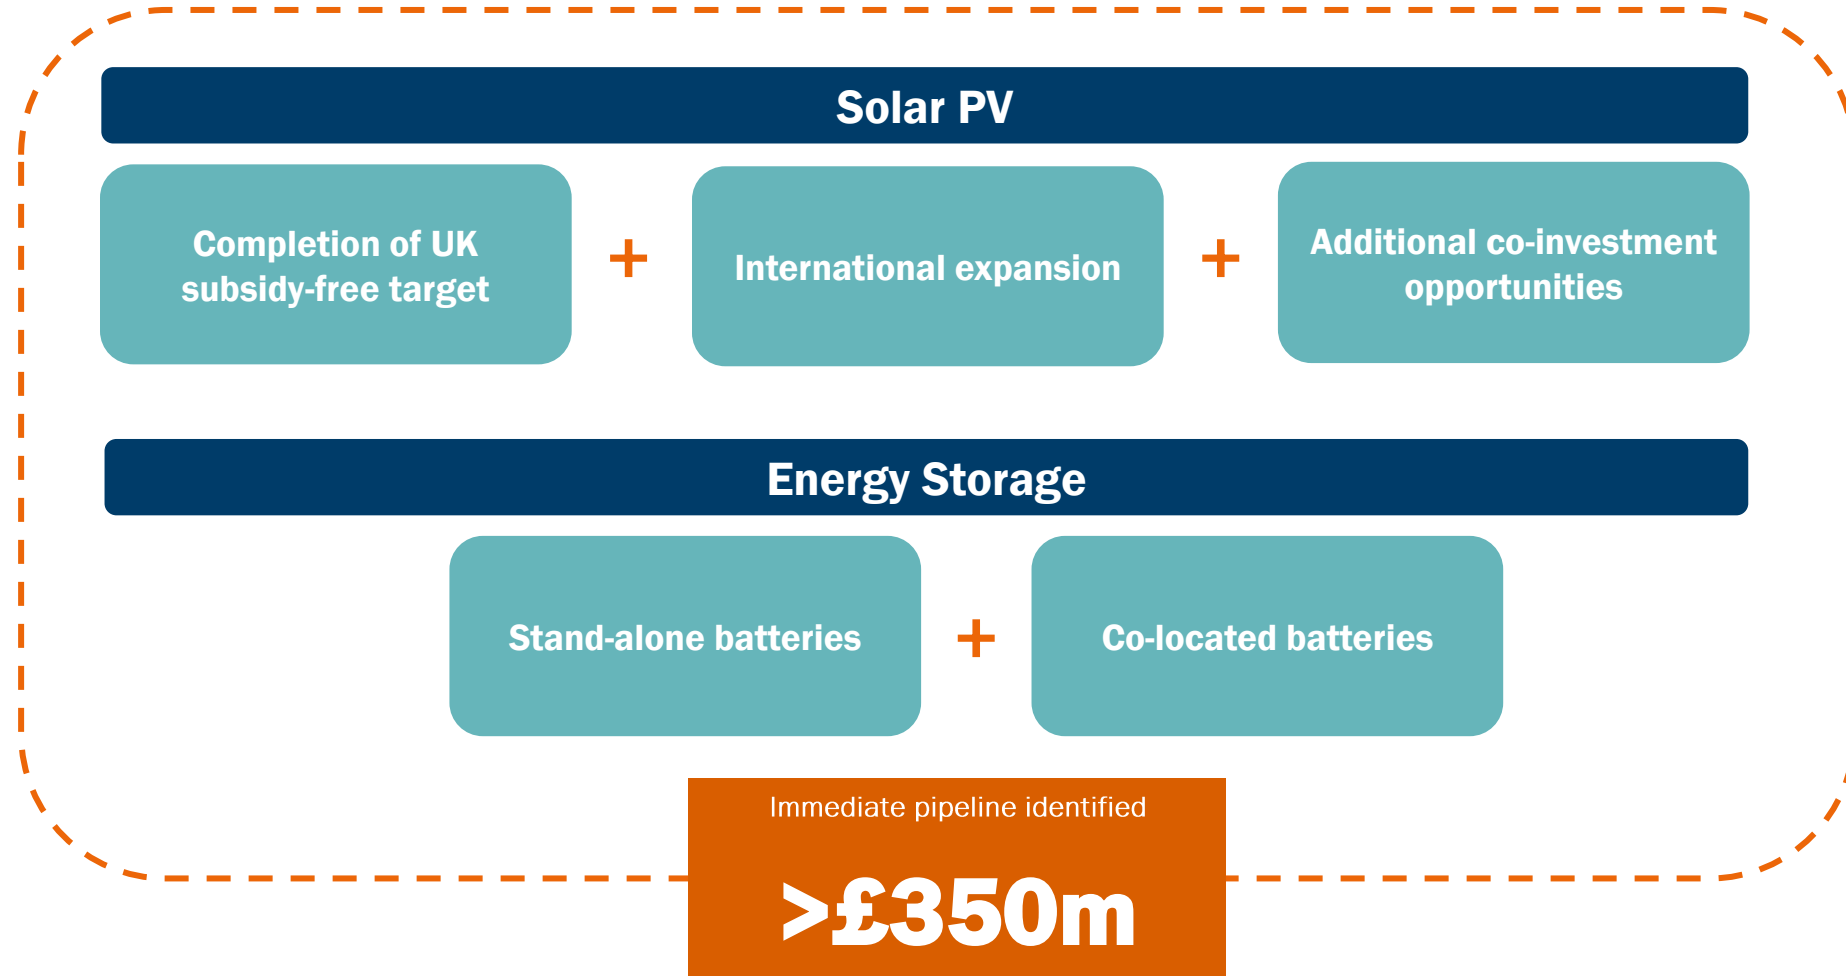 Solar PV
Completion of UK
subsidy-free target
+
International expansion
+
Additional co-investment
opportunities
Energy Storage
Stand-alone batteries
+
Co-located batteries
Immediate pipeline identified
>£350m